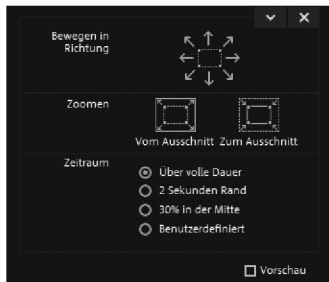 Bewegen in
Richtung
Zoomen
Vom Ausschnitt Zum Ausschnitt
Zeitraum
Über volle Dauer
2 Sekunden Rand
30% in der Mitte
Benutzerdefiniert
Vorschau